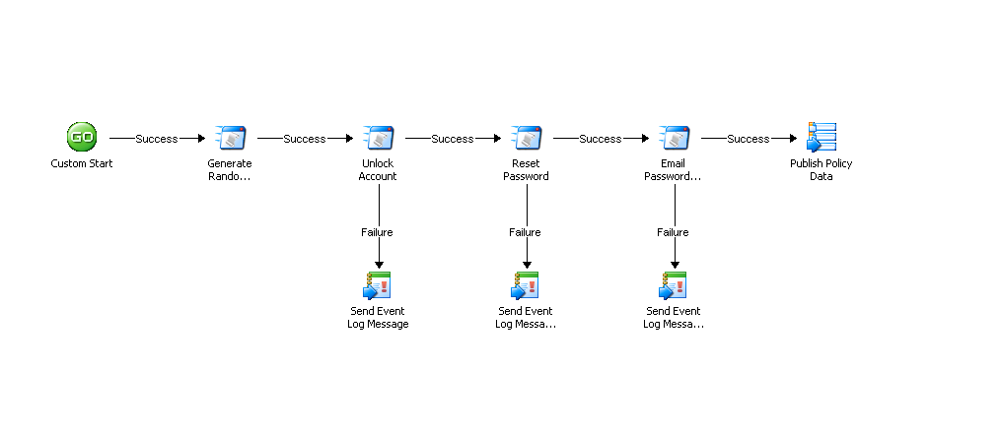 GO
Success
Success
Success
Success
Success
Custom Start
Generate
Rando...
Unlock
Account
Reset
Password
Email
Password...
Publish Policy
Data
Failure
Failure
Failure
Send Event
Log Message
Send Event
Log Messa...
Send Event
Log Messa...